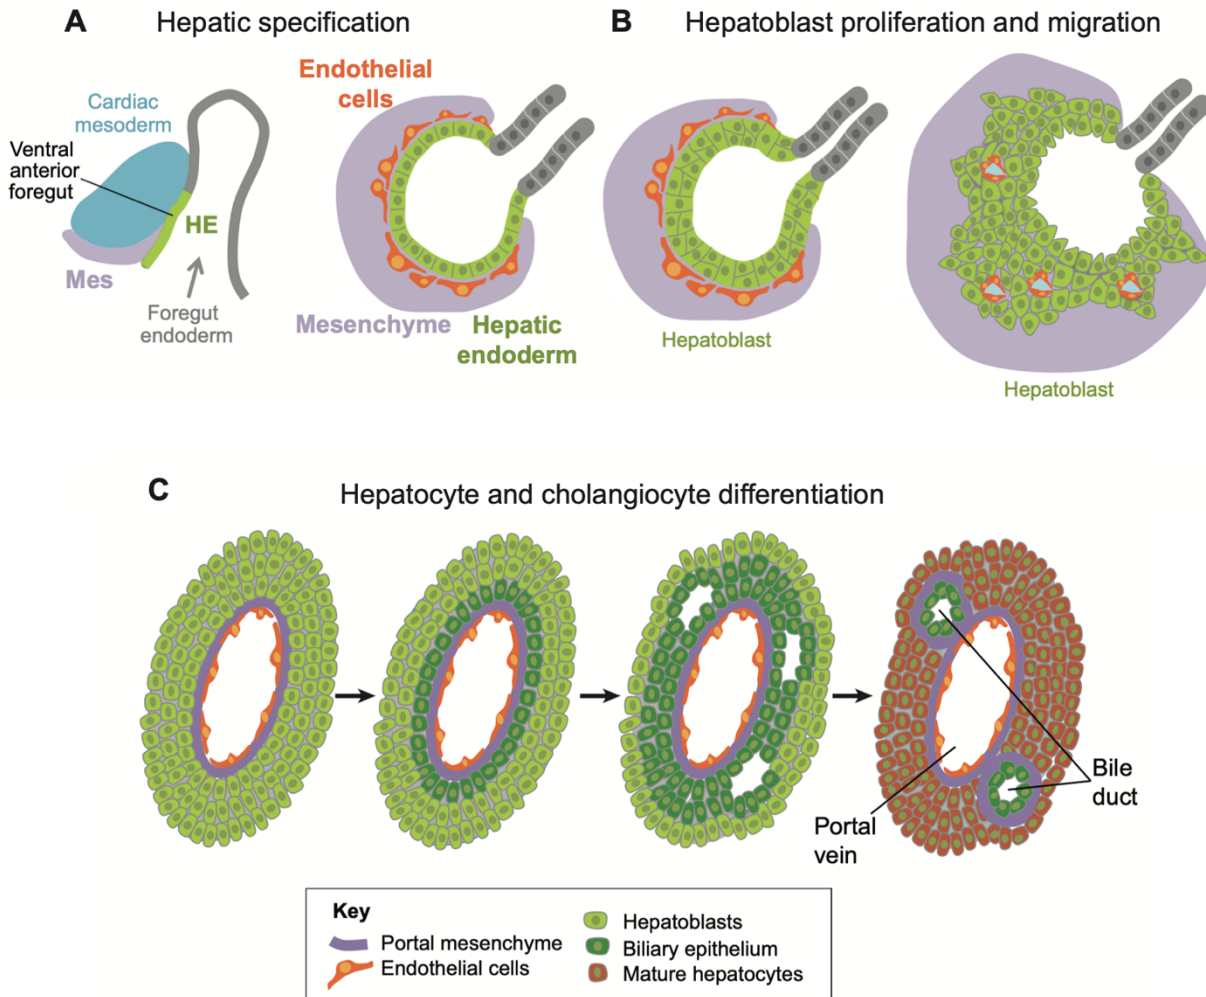 A Hepatic specification
Cardiac
mesoderm
Ventral
anterior
foregut
HE
Mes
Foregut
endoderm
Endothelial
cells
Mesenchyme
Hepatic
endoderm
B Hepatoblast proliferation and migration
Hepatoblast
Hepatoblast
C Hepatocyte and cholangiocyte differentiation
Portal
vein
Bile
duct
Key
Portal mesenchyme
Endothelial cells
Hepatoblasts
Biliary epithelium
Mature hepatocytes